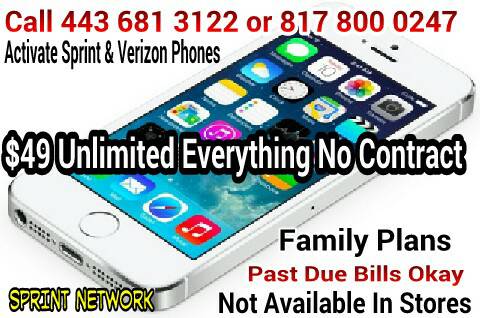 Call 443 681 3122 or 817 800 0247
Activate Sprint & Verizon Phones
$49 Unlimited Everything No Contract
Family Plans
Past Due Bills Okay
SPRINT NETWORK
Not Available In Stores